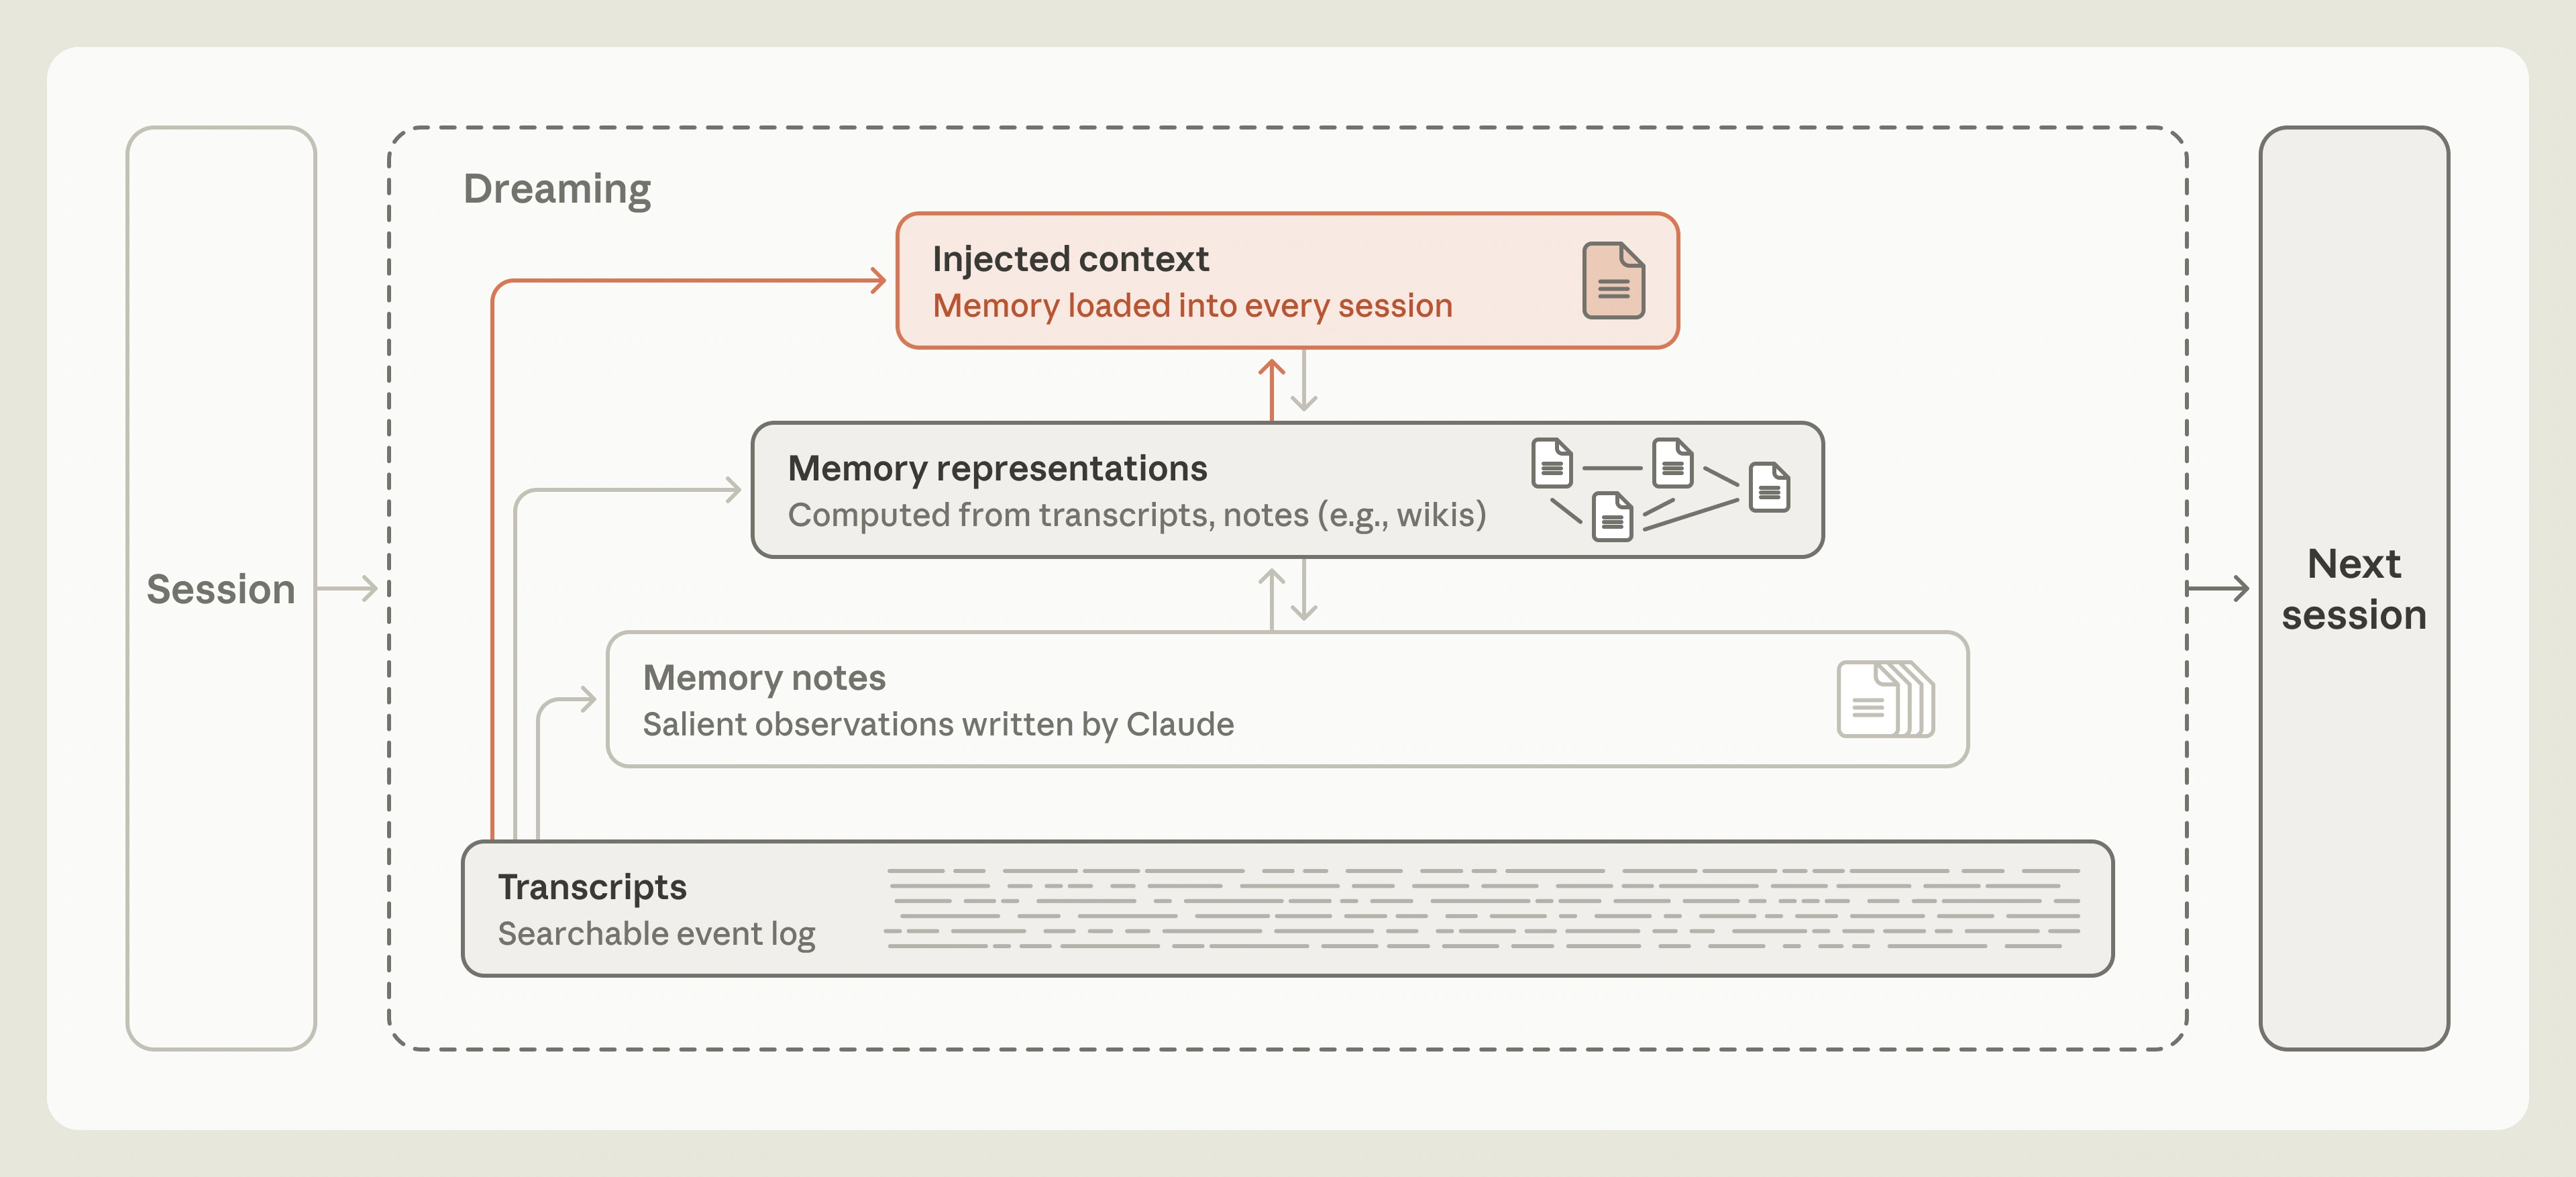 Dreaming
Injected context
Memory loaded into every session
Memory representations
Computed from transcripts, notes (e.g., wikis)
Session
Next
session
Memory notes
Salient observations written by Claude
Transcripts
Searchable event log